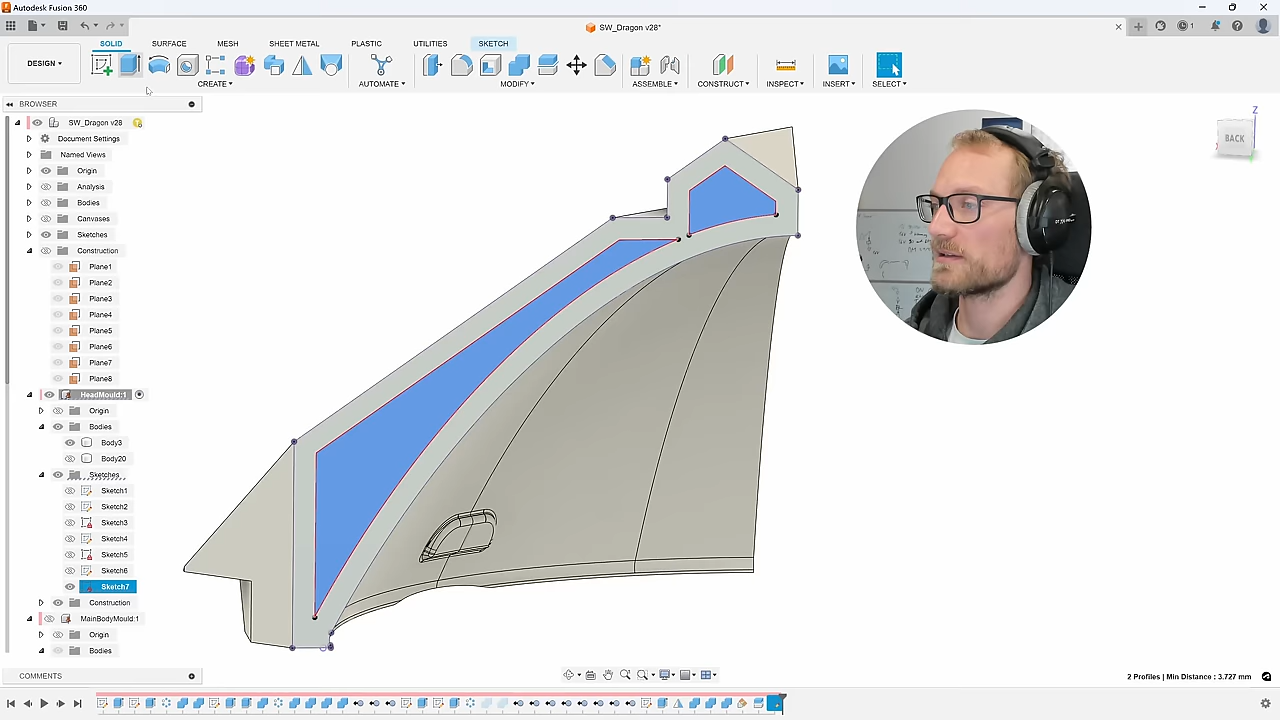 Autodesk Fusion 360
SW_Dragon v28*
1
DESIGN
SOLID
SURFACE
MESH
SHEET METAL
PLASTIC
UTILITIES
SKETCH
CREATE
AUTOMATE
MODIFY
ASSEMBLE
CONSTRUCT
INSPECT
INSERT
SELECT
BROWSER
SW_Dragon v28
Document Settings
Named Views
Origin
Analysis
Bodies
Canvases
Sketches
Construction
Plane1
Plane2
Plane3
Plane4
Plane5
Plane6
Plane7
Plane8
HeadMould:1
Origin
Bodies
Body3
Body20
Sketches
Sketch1
Sketch2
Sketch3
Sketch4
Sketch5
Sketch6
Sketch7
Construction
MainBodyMould:1
Origin
Bodies
COMMENTS
Z
BACK
2 Profiles | Min Distance : 3.727 mm